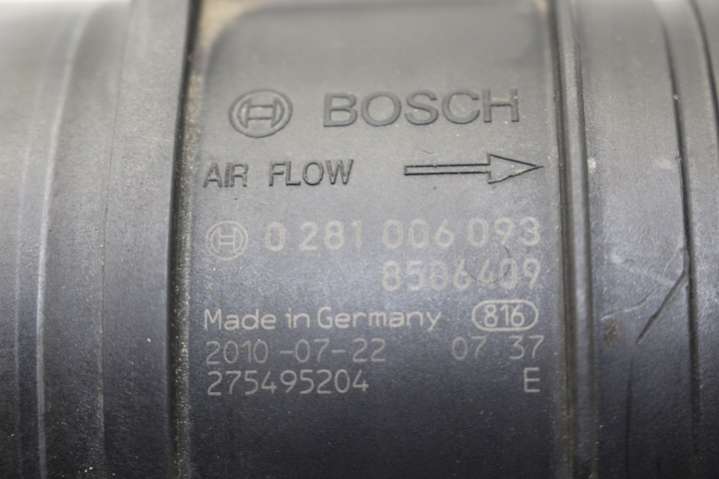 BOSCH
AIR FLOW
0 281 006 093
8506409
Made in Germany 816
2010-07-22 07 37
275495204 E